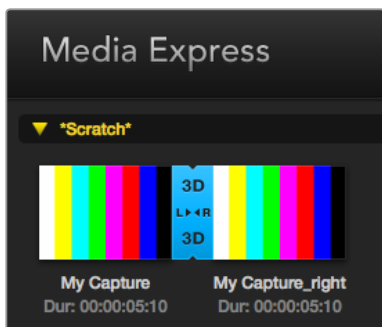 Media Express
*Scratch*
3D
L▶◀R
3D
My Capture
My Capture_right
Dur: 00:00:05:10
Dur: 00:00:05:10